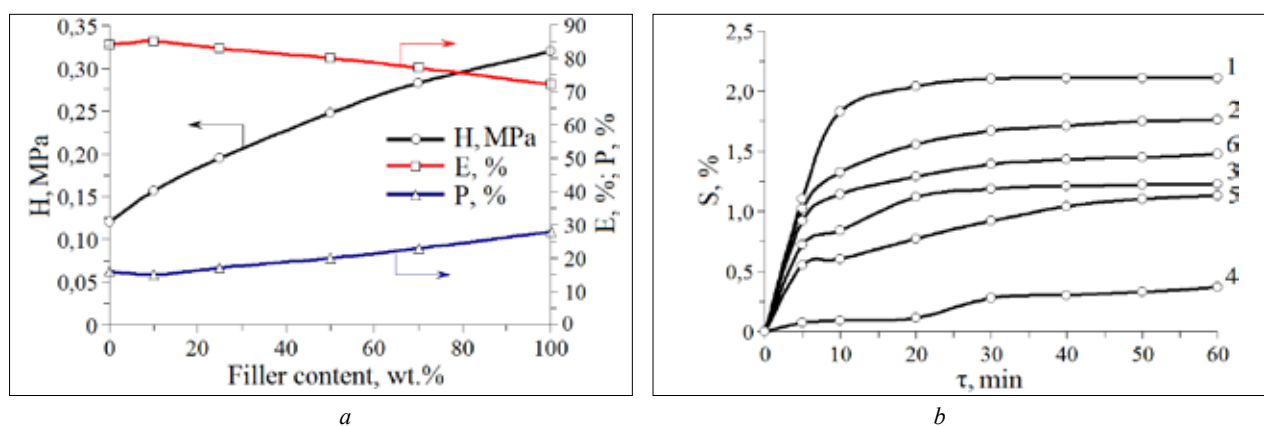 0,35
0,30
0,25
0,20
0,15
0,10
0,05
0
H, MPa
90
80
70
60
50
40
30
20
10
0
E, %; P, %
H, MPa
E, %
P, %
0 20 40 60 80 100
Filler content, wt.%
a
2,5
2,0
1,5
1,0
0,5
0
S, %
1
2
6
3
5
4
0 10 20 30 40 50 60
τ, min
b